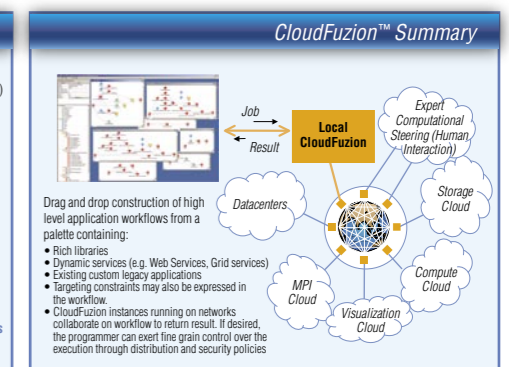 CloudFuzion™ Summary
Job
Result
Local
CloudFuzion
Expert
Computational
Steering (Human
Interaction)
Storage
Cloud
Datacenters
Compute
Cloud
MPI
Cloud
Visualization
Cloud
Drag and drop construction of high
level application workflows from a
palette containing:
• Rich libraries
• Dynamic services (e.g. Web Services, Grid services)
• Existing custom legacy applications
• Targeting constraints may also be expressed in
the workflow.
• CloudFuzion instances running on networks
collaborate on workflow to return result. If desired,
the programmer can exert fine grain control over the
execution through distribution and security policies
)
s